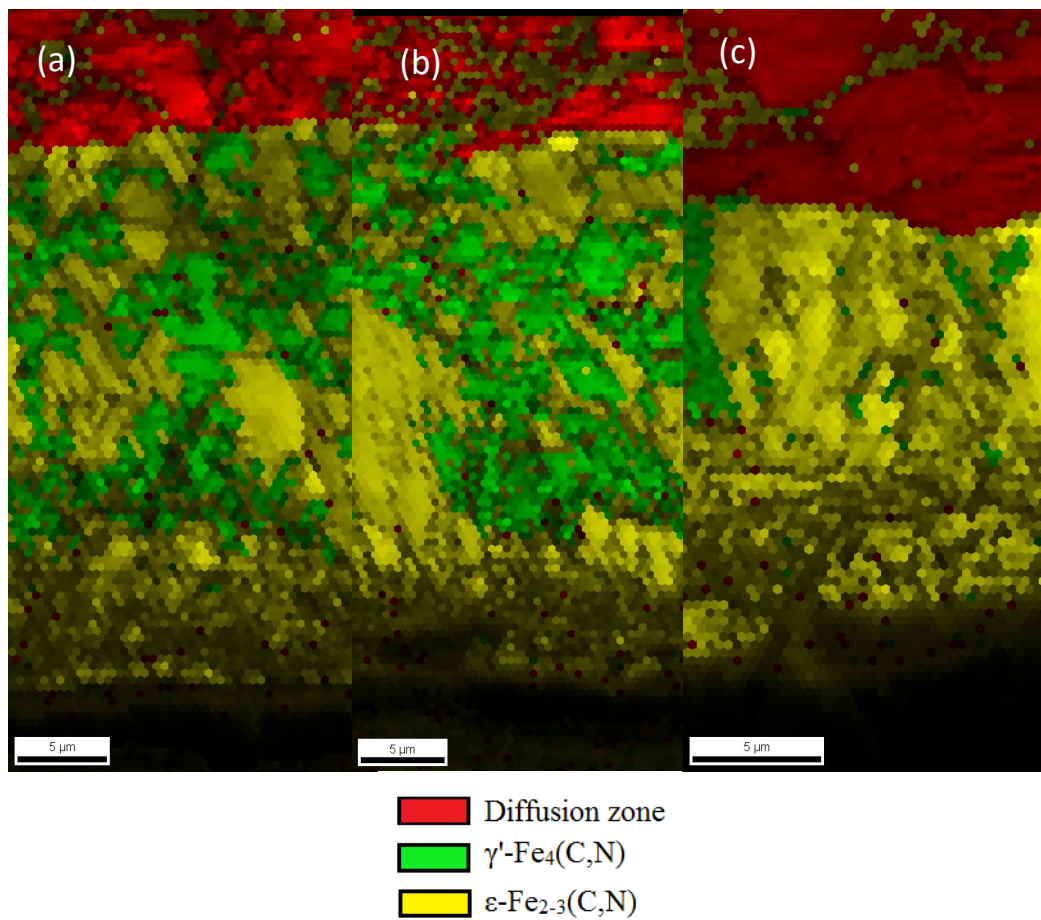 (a)
(b)
(c)
5 µm
5 µm
5 µm
Diffusion zone
γ'-Fe₄(C,N)
ε-Fe₂₋₃(C,N)